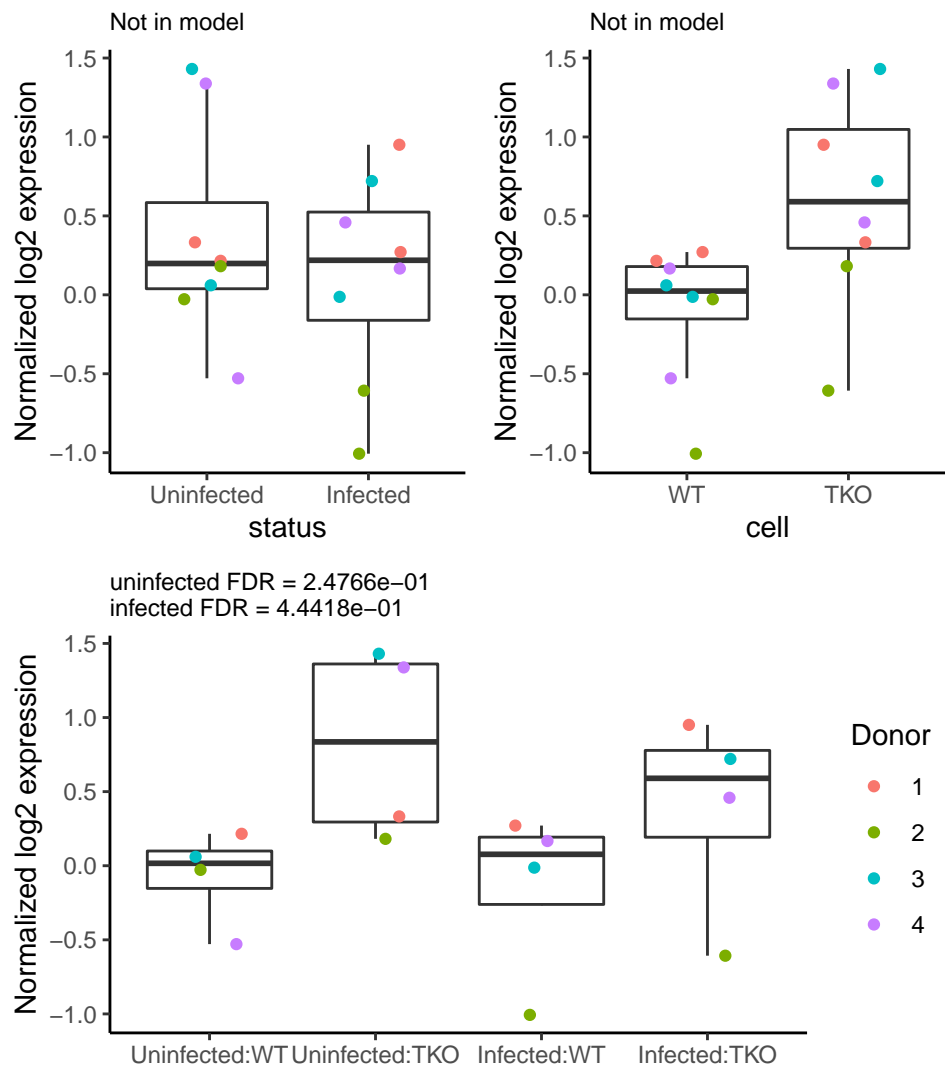 Not in model
Normalized log2 expression
1.5
1.0
0.5
0.0
−0.5
−1.0
Uninfected
Infected
status
Not in model
Normalized log2 expression
1.5
1.0
0.5
0.0
−0.5
−1.0
WT
TKO
cell
uninfected FDR = 2.4766e−01
infected FDR = 4.4418e−01
Normalized log2 expression
1.5
1.0
0.5
0.0
−0.5
−1.0
Uninfected:WT
Uninfected:TKO
Infected:WT
Infected:TKO
Donor
1
2
3
4